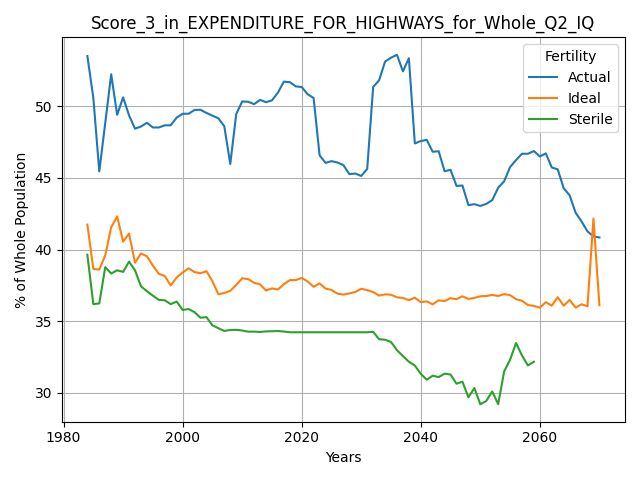 Score_3_in_EXPENDITURE_FOR_HIGHWAYS_for_Whole_Q2_IQ
Fertility
Actual
Ideal
Sterile
% of Whole Population
50
45
40
35
30
1980
2000
2020
2040
2060
Years